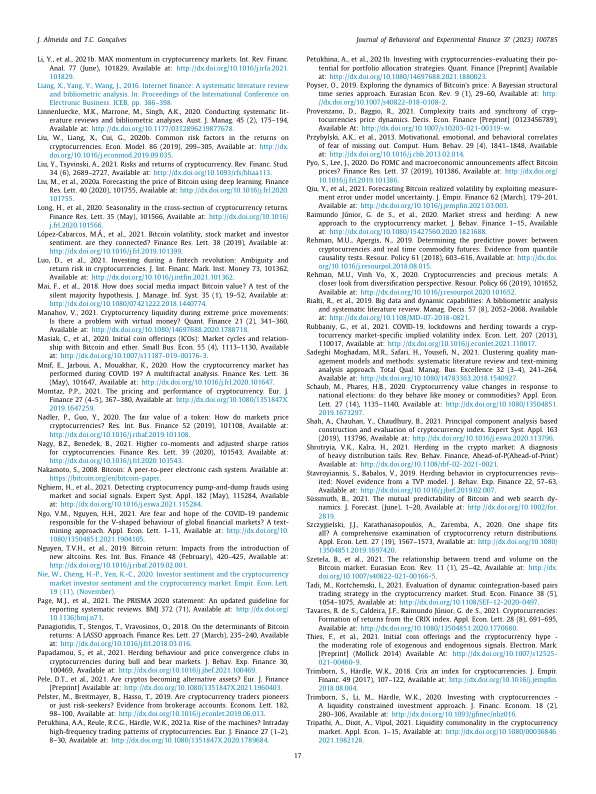 J. Almeida and T.C. Gonçalves
Journal of Behavioral and Experimental Finance 37 (2023) 100785
Li, Y., et al., 2021b. MAX momentum in cryptocurrency markets. Int. Rev. Financ.
Anal. 77 (June), 101829, Available at: http://dx.doi.org/10.1016/j.irfa.2021.
101829.
Liang, X., Yang, Y., Wang, J., 2016. Internet finance: A systematic literature review
and bibliometric analysis. In: Proceedings of the International Conference on
Electronic Business. ICEB, pp. 386–398.
Linnenluecke, M.K., Marrone, M., Singh, A.K., 2020. Conducting systematic lit-
erature reviews and bibliometric analyses. Aust. J. Manag. 45 (2), 175–194,
Available at: http://dx.doi.org/10.1177/0312896219877678.
Liu, W., Liang, X., Cui, G., 2020b. Common risk factors in the returns on
cryptocurrencies. Econ. Model. 86 (2019), 299–305, Available at: http://dx.
doi.org/10.1016/j.econmod.2019.09.035.
Liu, Y., Tsyvinski, A., 2021. Risks and returns of cryptocurrency. Rev. Financ. Stud.
34 (6), 2689–2727, Available at: http://dx.doi.org/10.1093/rfs/hhaa113.
Liu, M., et al., 2020a. Forecasting the price of Bitcoin using deep learning. Finance
Res. Lett. 40 (2020), 101755, Available at: http://dx.doi.org/10.1016/j.frl.2020.
101755.
Long, H., et al., 2020. Seasonality in the cross-section of cryptocurrency returns.
Finance Res. Lett. 35 (May), 101566, Available at: http://dx.doi.org/10.1016/
j.frl.2020.101566.
López-Cabarcos, M.Á., et al., 2021. Bitcoin volatility, stock market and investor
sentiment. are they connected? Finance Res. Lett. 38 (2019), Available at:
http://dx.doi.org/10.1016/j.frl.2019.101399.
Luo, D., et al., 2021. Investing during a fintech revolution: Ambiguity and
return risk in cryptocurrencies. J. Int. Financ. Mark. Inst. Money 73, 101362,
Available at: http://dx.doi.org/10.1016/j.intfin.2021.101362.
Mai, F., et al., 2018. How does social media impact Bitcoin value? A test of the
silent majority hypothesis. J. Manage. Inf. Syst. 35 (1), 19–52, Available at:
http://dx.doi.org/10.1080/07421222.2018.1440774.
Manahov, V., 2021. Cryptocurrency liquidity during extreme price movements:
Is there a problem with virtual money? Quant. Finance 21 (2), 341–360,
Available at: http://dx.doi.org/10.1080/14697688.2020.1788718.
Masiak, C., et al., 2020. Initial coin offerings (ICOs): Market cycles and relation-
ship with Bitcoin and ether. Small Bus. Econ. 55 (4), 1113–1130, Available
at: http://dx.doi.org/10.1007/s11187-019-00176-3.
Mnif, E., Jarboui, A., Mouakhar, K., 2020. How the cryptocurrency market has
performed during COVID 19? A multifractal analysis. Finance Res. Lett. 36
(May), 101647, Available at: http://dx.doi.org/10.1016/j.frl.2020.101647.
Momtaz, P.P., 2021. The pricing and performance of cryptocurrency. Eur. J.
Finance 27 (4–5), 367–380, Available at: http://dx.doi.org/10.1080/1351847X.
2019.1647259.
Nadler, P., Guo, Y., 2020. The fair value of a token: How do markets price
cryptocurrencies? Res. Int. Bus. Finance 52 (2019), 101108, Available at:
http://dx.doi.org/10.1016/j.ribaf.2019.101108.
Nagy, B.Z., Benedek, B., 2021. Higher co-moments and adjusted sharpe ratios
for cryptocurrencies. Finance Res. Lett. 39 (2020), 101543, Available at:
http://dx.doi.org/10.1016/j.frl.2020.101543.
Nakamoto, S., 2008. Bitcoin: A peer-to-peer electronic cash system, Available at:
https://bitcoin.org/en/bitcoin-paper.
Nghiem, H., et al., 2021. Detecting cryptocurrency pump-and-dump frauds using
market and social signals. Expert Syst. Appl. 182 (May), 115284, Available
at: http://dx.doi.org/10.1016/j.eswa.2021.115284.
Ngo, V.M., Nguyen, H.H., 2021. Are fear and hope of the COVID-19 pandemic
responsible for the V-shaped behaviour of global financial markets? A text-
mining approach. Appl. Econ. Lett. 1–11, Available at: http://dx.doi.org/10.
1080/13504851.2021.1904105.
Nguyen, T.V.H., et al., 2019. Bitcoin return: Impacts from the introduction of
new altcoins. Res. Int. Bus. Finance 48 (February), 420–425, Available at:
http://dx.doi.org/10.1016/j.ribaf.2019.02.001.
Nie, W., Cheng, H.-P., Yen, K.-C., 2020. Investor sentiment and the cryptocurrency
market investor sentiment and the cryptocurrency market. Empir. Econ. Lett.
19 (11), (November).
Page, M.J., et al., 2021. The PRISMA 2020 statement: An updated guideline for
reporting systematic reviews. BMJ 372 (71), Available at: http://dx.doi.org/
10.1136/bmj.n71.
Panagiotidis, T., Stengos, T., Vravosinos, O., 2018. On the determinants of Bitcoin
returns: A LASSO approach. Finance Res. Lett. 27 (March), 235–240, Available
at: http://dx.doi.org/10.1016/j.frl.2018.03.016.
Papadamou, S., et al., 2021. Herding behaviour and price convergence clubs in
cryptocurrencies during bull and bear markets. J. Behav. Exp. Finance 30,
100469, Available at: http://dx.doi.org/10.1016/j.jbef.2021.100469.
Pele, D.T., et al., 2021. Are cryptos becoming alternative assets? Eur. J. Finance
[Preprint] Available at: http://dx.doi.org/10.1080/1351847X.2021.1960403.
Pelster, M., Breitmayer, B., Hasso, T., 2019. Are cryptocurrency traders pioneers
or just risk-seekers? Evidence from brokerage accounts. Econom. Lett. 182,
98–100, Available at: http://dx.doi.org/10.1016/j.econlet.2019.06.013.
Petukhina, A.A., Reule, R.C.G., Härdle, W.K., 2021a. Rise of the machines? Intraday
high-frequency trading patterns of cryptocurrencies. Eur. J. Finance 27 (1–2),
8–30, Available at: http://dx.doi.org/10.1080/1351847X.2020.1789684.
Petukhina, A., et al., 2021b. Investing with cryptocurrencies–evaluating their po-
tential for portfolio allocation strategies. Quant. Finance [Preprint] Available
at: http://dx.doi.org/10.1080/14697688.2021.1880023.
Poyser, O., 2019. Exploring the dynamics of Bitcoin's price: A Bayesian structural
time series approach. Eurasian Econ. Rev. 9 (1), 29–60, Available at: http:
//dx.doi.org/10.1007/s40822-018-0108-2.
Provenzano, D., Baggio, R., 2021. Complexity traits and synchrony of cryp-
tocurrencies price dynamics. Decis. Econ. Finance [Preprint] (0123456789),
Available at: http://dx.doi.org/10.1007/s10203-021-00319-w.
Przybylski, A.K., et al., 2013. Motivational, emotional, and behavioral correlates
of fear of missing out. Comput. Hum. Behav. 29 (4), 1841–1848, Available at:
http://dx.doi.org/10.1016/j.chb.2013.02.014.
Pyo, S., Lee, J., 2020. Do FOMC and macroeconomic announcements affect Bitcoin
prices? Finance Res. Lett. 37 (2019), 101386, Available at: http://dx.doi.org/
10.1016/j.frl.2019.101386.
Qiu, Y., et al., 2021. Forecasting Bitcoin realized volatility by exploiting measure-
ment error under model uncertainty. J. Empir. Finance 62 (March), 179–201,
Available at: http://dx.doi.org/10.1016/j.jempfin.2021.03.003.
Raimundo Júnior, G. de S., et al., 2020. Market stress and herding: A new
approach to the cryptocurrency market. J. Behav. Finance 1–15, Available at:
http://dx.doi.org/10.1080/15427560.2020.1821688.
Rehman, M.U., Apergis, N., 2019. Determining the predictive power between
cryptocurrencies and real time commodity futures: Evidence from quantile
causality tests. Resour. Policy 61 (2018), 603–616, Available at: http://dx.doi.
org/10.1016/j.resourpol.2018.08.015.
Rehman, M.U., Vinh Vo, X., 2020. Cryptocurrencies and precious metals: A
closer look from diversification perspective. Resour. Policy 66 (2019), 101652,
Available at: http://dx.doi.org/10.1016/j.resourpol.2020.101652.
Rialti, R., et al., 2019. Big data and dynamic capabilities: A bibliometric analysis
and systematic literature review. Manag. Decis. 57 (8), 2052–2068, Available
at: http://dx.doi.org/10.1108/MD-07-2018-0821.
Rubbaniy, G., et al., 2021. COVID-19, lockdowns and herding towards a cryp-
tocurrency market-specific implied volatility index. Econ. Lett. 207 (2013),
110017, Available at: http://dx.doi.org/10.1016/j.econlet.2021.110017.
Sadeghi Moghadam, M.R., Safari, H., Yousefi, N., 2021. Clustering quality man-
agement models and methods: systematic literature review and text-mining
analysis approach. Total Qual. Manag. Bus. Excellence 32 (3–4), 241–264,
Available at: http://dx.doi.org/10.1080/14783363.2018.1540927.
Schaub, M., Phares, H.B., 2020. Cryptocurrency value changes in response to
national elections: do they behave like money or commodities? Appl. Econ.
Lett. 27 (14), 1135–1140, Available at: http://dx.doi.org/10.1080/13504851.
2019.1673297.
Shah, A., Chauhan, Y., Chaudhury, B., 2021. Principal component analysis based
construction and evaluation of cryptocurrency index. Expert Syst. Appl. 163
(2019), 113796, Available at: http://dx.doi.org/10.1016/j.eswa.2020.113796.
Shrotryia, V.K., Kalra, H., 2021. Herding in the crypto market: A diagnosis
of heavy distribution tails. Rev. Behav. Finance, Ahead-of-P(Ahead-of-Print)
Available at: http://dx.doi.org/10.1108/rbf-02-2021-0021.
Stavroyiannis, S., Babalos, V., 2019. Herding behavior in cryptocurrencies revis-
ited: Novel evidence from a TVP model. J. Behav. Exp. Finance 22, 57–63,
Available at: http://dx.doi.org/10.1016/j.jbef.2019.02.007.
Süssmuth, B., 2021. The mutual predictability of Bitcoin and web search dy-
namics. J. Forecast. (June), 1–20, Available at: http://dx.doi.org/10.1002/for.
2819.
Szczygielski, J.J., Karathanasopoulos, A., Zaremba, A., 2020. One shape fits
all? A comprehensive examination of cryptocurrency return distributions.
Appl. Econ. Lett. 27 (19), 1567–1573, Available at: http://dx.doi.org/10.1080/
13504851.2019.1697420.
Szetela, B., et al., 2021. The relationship between trend and volume on the
Bitcoin market. Eurasian Econ. Rev. 11 (1), 25–42, Available at: http://dx.doi.
org/10.1007/s40822-021-00166-5.
Tadi, M., Kortchemski, I., 2021. Evaluation of dynamic cointegration-based pairs
trading strategy in the cryptocurrency market. Stud. Econ. Finance 38 (5),
1054–1075, Available at: http://dx.doi.org/10.1108/SEF-12-2020-0497.
Tavares, R. de S., Caldeira, J.F., Raimundo Júnior, G. de S., 2021. Cryptocurrencies:
Formation of returns from the CRIX index. Appl. Econ. Lett. 28 (8), 691–695,
Available at: http://dx.doi.org/10.1080/13504851.2020.1770680.
Thies, F., et al., 2021. Initial coin offerings and the cryptocurrency hype -
the moderating role of exogenous and endogenous signals. Electron. Mark.
[Preprint] (Mollick 2014) Available at: http://dx.doi.org/10.1007/s12525-
021-00460-9.
Trimborn, S., Härdle, W.K., 2018. Crix an index for cryptocurrencies. J. Empir.
Financ. 49 (2017), 107–122, Available at: http://dx.doi.org/10.1016/j.jempfin.
2018.08.004.
Trimborn, S., Li, M., Härdle, W.K., 2020. Investing with cryptocurrencies -
A liquidity constrained investment approach. J. Financ. Econom. 18 (2),
280–306, Available at: http://dx.doi.org/10.1093/jjfinec/nbz016.
Tripathi, A., Dixit, A., Vipul, 2021. Liquidity commonality in the cryptocurrency
market. Appl. Econ. 1–15, Available at: http://dx.doi.org/10.1080/00036846.
2021.1982128.
17